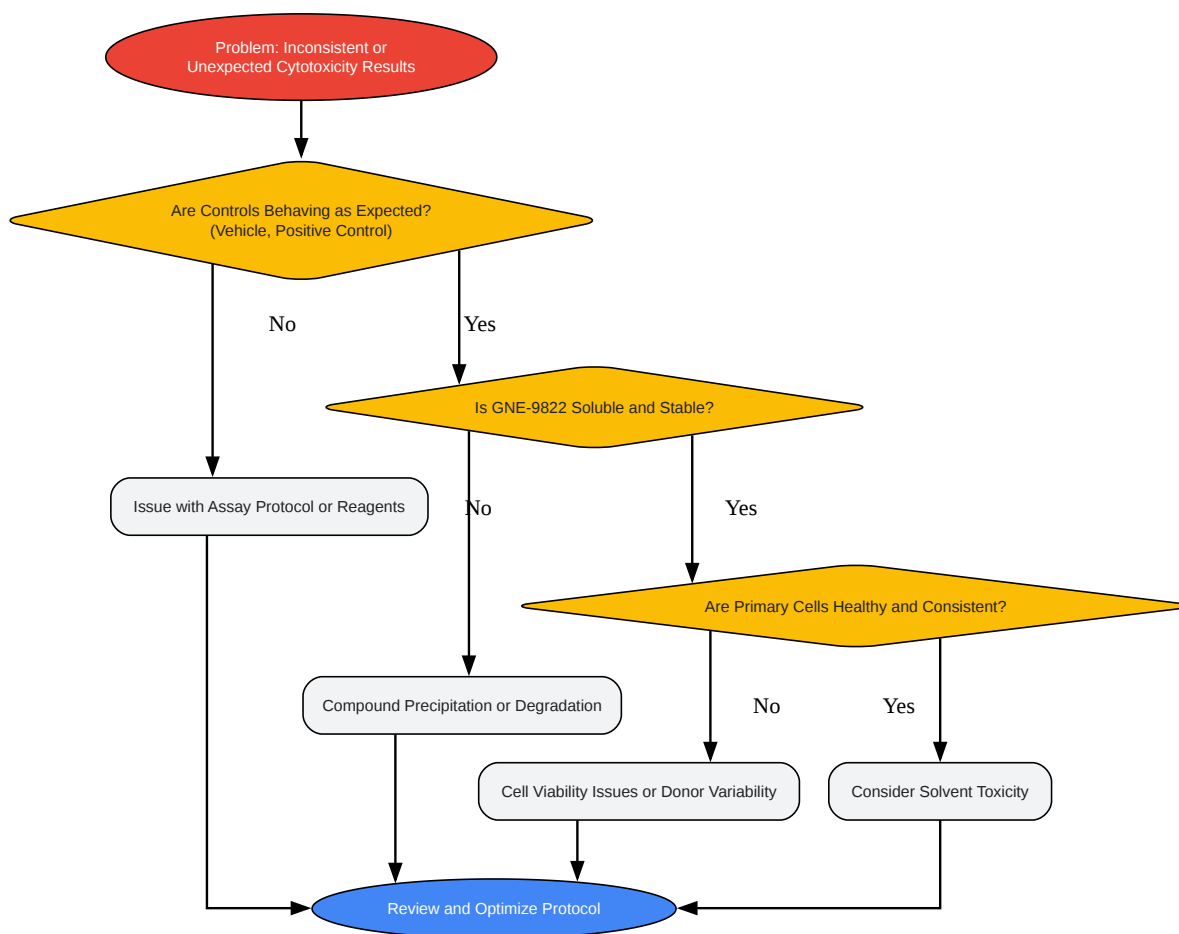 Problem: Inconsistent or
Unexpected Cytotoxicity Results
Are Controls Behaving as Expected?
(Vehicle, Positive Control)
No
Yes
Is GNE-9822 Soluble and Stable?
Issue with Assay Protocol or Reagents
No
Yes
Are Primary Cells Healthy and Consistent?
Compound Precipitation or Degradation
No
Yes
Cell Viability Issues or Donor Variability
Consider Solvent Toxicity
Review and Optimize Protocol